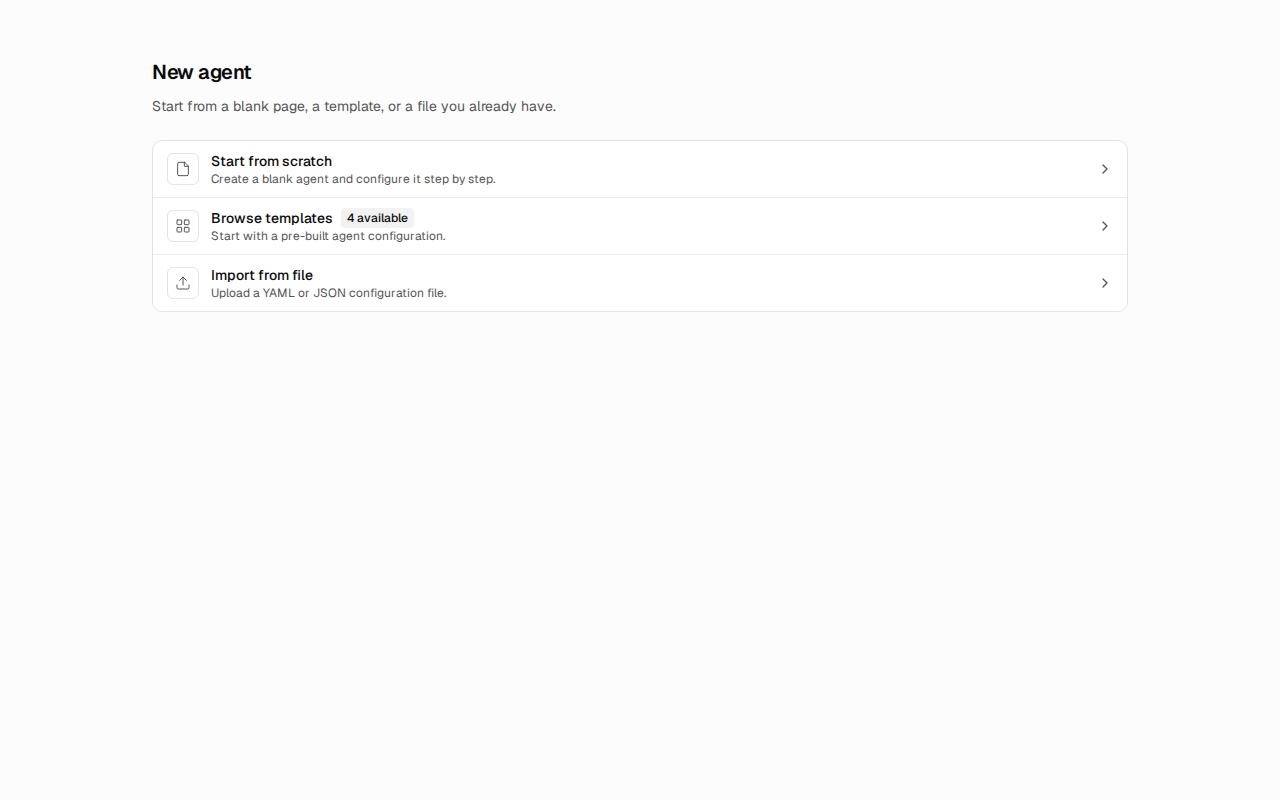 New agent
Start from a blank page, a template, or a file you already have.
Start from scratch
Create a blank agent and configure it step by step.
Browse templates 4 available
Start with a pre-built agent configuration.
Import from file
Upload a YAML or JSON configuration file.